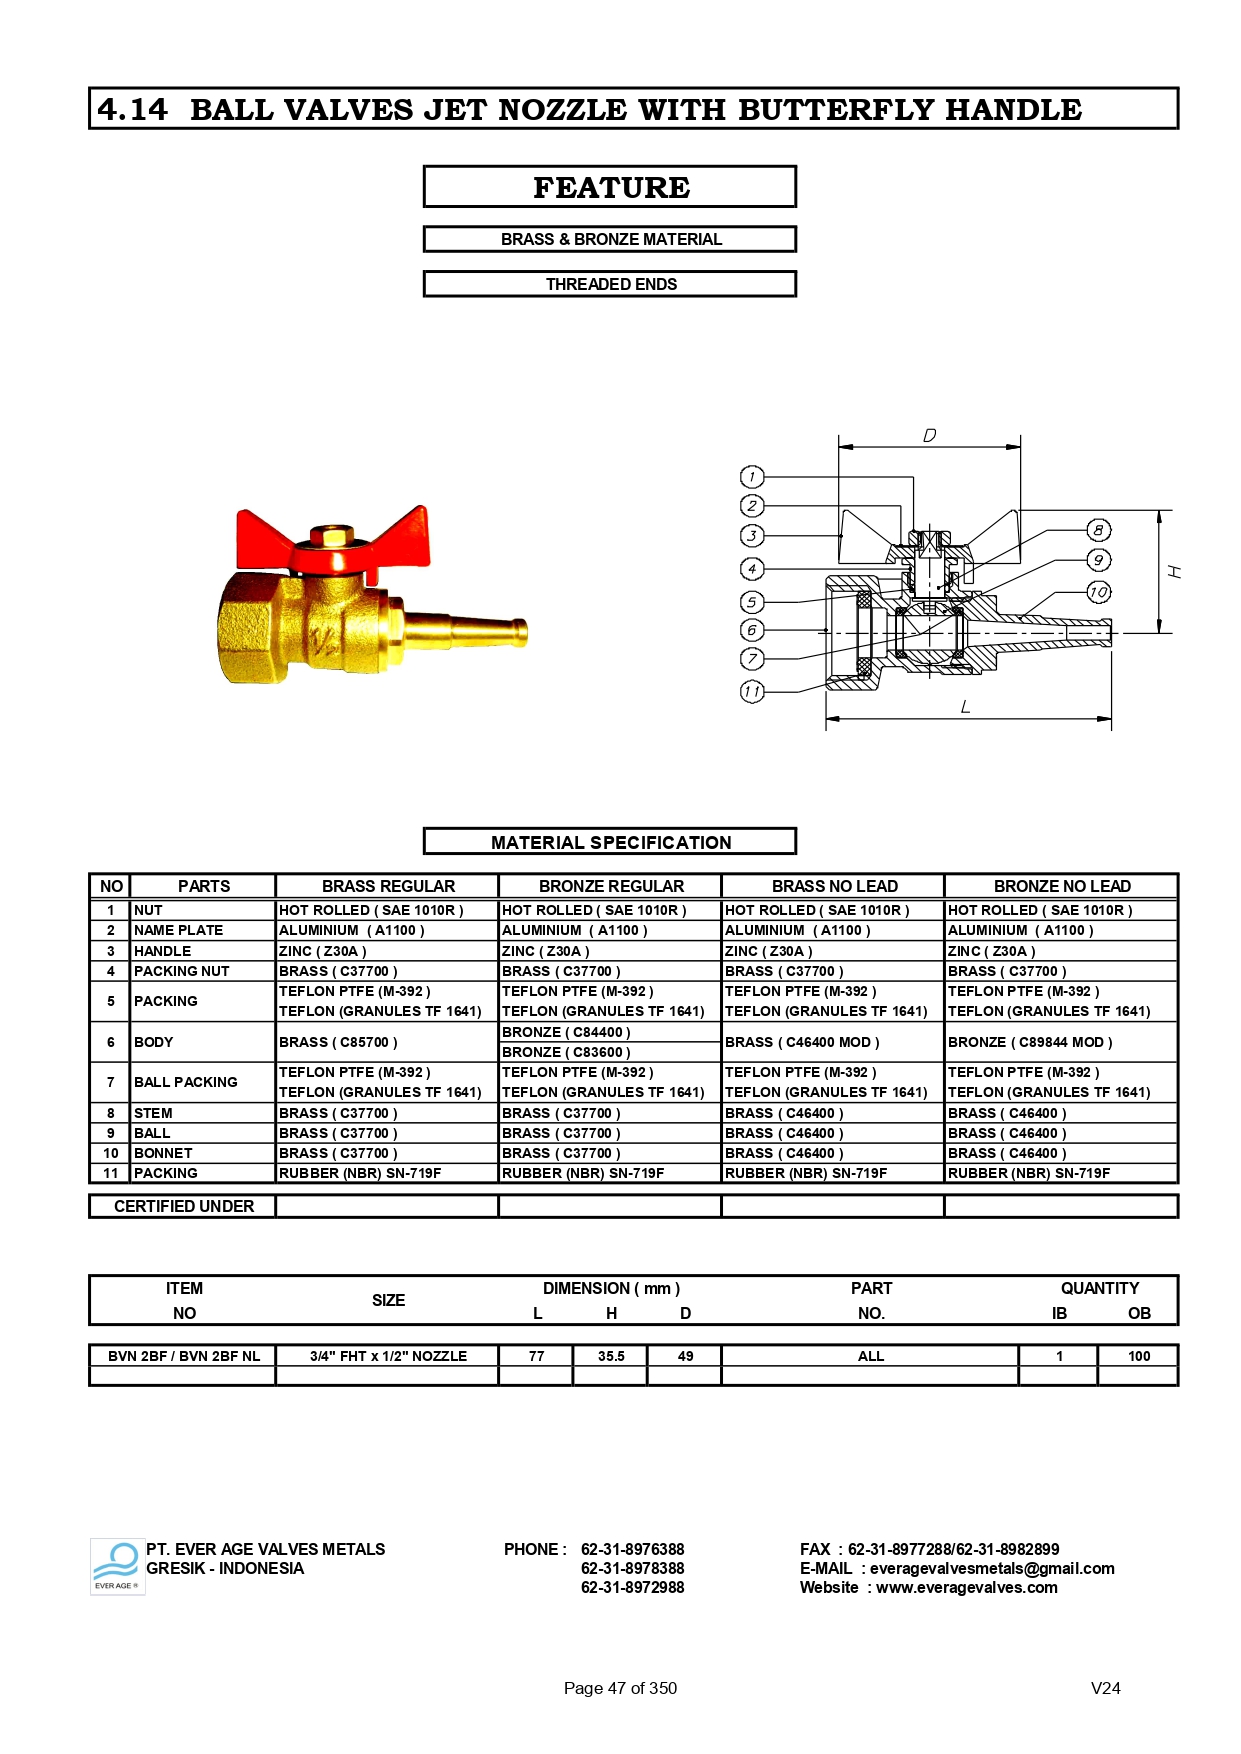 4.14 BALL VALVES JET NOZZLE WITH BUTTERFLY HANDLE
FEATURE
BRASS & BRONZE MATERIAL
THREADED ENDS
D
1
2
3
4
5
6
7
11
8
9
10
H
L
MATERIAL SPECIFICATION
NO PARTS BRASS REGULAR BRONZE REGULAR BRASS NO LEAD BRONZE NO LEAD
1 NUT HOT ROLLED ( SAE 1010R ) HOT ROLLED ( SAE 1010R ) HOT ROLLED ( SAE 1010R ) HOT ROLLED ( SAE 1010R )
2 NAME PLATE ALUMINIUM ( A1100 ) ALUMINIUM ( A1100 ) ALUMINIUM ( A1100 ) ALUMINIUM ( A1100 )
3 HANDLE ZINC ( Z30A ) ZINC ( Z30A ) ZINC ( Z30A ) ZINC ( Z30A )
4 PACKING NUT BRASS ( C37700 ) BRASS ( C37700 ) BRASS ( C37700 ) BRASS ( C37700 )
5 PACKING TEFLON PTFE (M-392 ) TEFLON PTFE (M-392 ) TEFLON PTFE (M-392 ) TEFLON PTFE (M-392 )
TEFLON (GRANULES TF 1641) TEFLON (GRANULES TF 1641) TEFLON (GRANULES TF 1641) TEFLON (GRANULES TF 1641)
6 BODY BRASS ( C85700 ) BRONZE ( C84400 ) BRASS ( C46400 MOD ) BRONZE ( C89844 MOD )
BRONZE ( C83600 )
7 BALL PACKING TEFLON PTFE (M-392 ) TEFLON PTFE (M-392 ) TEFLON PTFE (M-392 ) TEFLON PTFE (M-392 )
TEFLON (GRANULES TF 1641) TEFLON (GRANULES TF 1641) TEFLON (GRANULES TF 1641) TEFLON (GRANULES TF 1641)
8 STEM BRASS ( C37700 ) BRASS ( C37700 ) BRASS ( C46400 ) BRASS ( C46400 )
9 BALL BRASS ( C37700 ) BRASS ( C37700 ) BRASS ( C46400 ) BRASS ( C46400 )
10 BONNET BRASS ( C37700 ) BRASS ( C37700 ) BRASS ( C46400 ) BRASS ( C46400 )
11 PACKING RUBBER (NBR) SN-719F RUBBER (NBR) SN-719F RUBBER (NBR) SN-719F RUBBER (NBR) SN-719F
CERTIFIED UNDER
ITEM NO SIZE DIMENSION ( mm ) PART NO. QUANTITY
L H D IB OB
BVN 2BF / BVN 2BF NL 3/4" FHT x 1/2" NOZZLE 77 35.5 49 ALL 1 100
EVER AGE ®
PT. EVER AGE VALVES METALS PHONE : 62-31-8976388 FAX : 62-31-8977288/62-31-8982899
GRESIK - INDONESIA 62-31-8978388 E-MAIL : everagevalvesmetals@gmail.com
62-31-8972988 Website : www.everagevalves.com
Page 47 of 350 V24